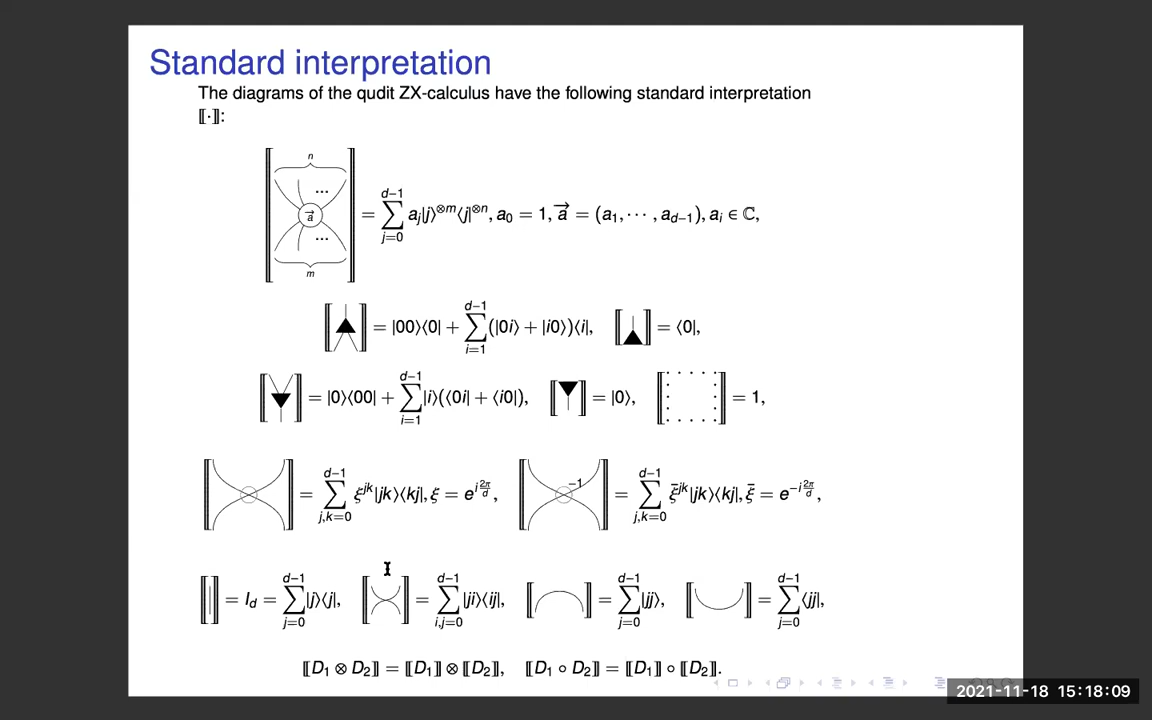 Standard interpretation
The diagrams of the qudit ZX-calculus have the following standard interpretation
⟦·⟧:
n ... a⃗ ... m = ∑_{j=0}^{d−1} a_j|j⟩^{⊗m}⟨j|^{⊗n}, a_0 = 1, a⃗ = (a_1, ⋯ , a_{d−1}), a_i ∈ ℂ,
= |00⟩⟨0| + ∑_{i=1}^{d−1} (|0i⟩ + |i0⟩)⟨i|, = ⟨0|,
= |0⟩⟨00| + ∑_{i=1}^{d−1} |i⟩(⟨0i| + ⟨i0|), = |0⟩, = 1,
= ∑_{j,k=0}^{d−1} ξ^{jk}|jk⟩⟨kj|, ξ = e^{i 2π/d}, −1 = ∑_{j,k=0}^{d−1} ξ̄^{jk}|jk⟩⟨kj|, ξ̄ = e^{−i 2π/d},
= I_d = ∑_{j=0}^{d−1} |j⟩⟨j|, = ∑_{i,j=0}^{d−1} |ji⟩⟨ij|, = ∑_{j=0}^{d−1} |jj⟩, = ∑_{j=0}^{d−1} ⟨jj|,
⟦D_1 ⊗ D_2⟧ = ⟦D_1⟧ ⊗ ⟦D_2⟧, ⟦D_1 ∘ D_2⟧ = ⟦D_1⟧ ∘ ⟦D_2⟧.
2021-11-18 15:18:09